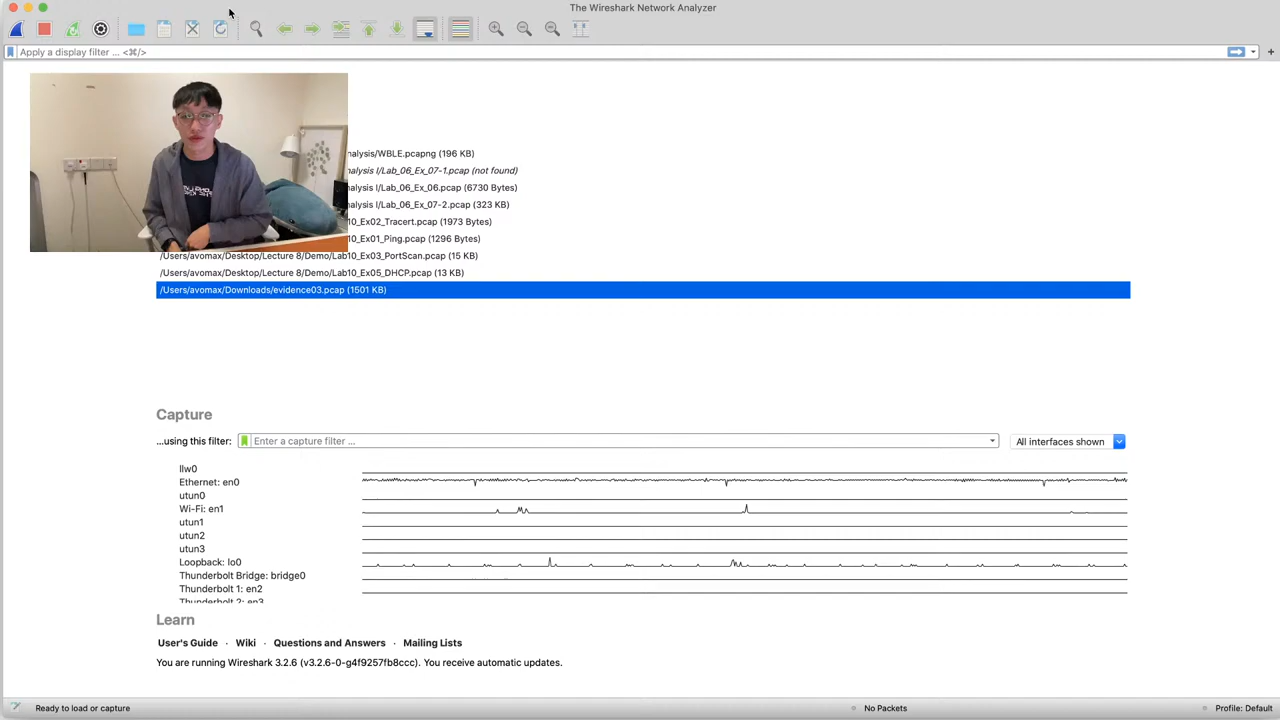 The Wireshark Network Analyzer
Apply a display filter ... <⌘/>
nalysis/WBLE.pcapng (196 KB)
nalysis I/Lab_06_Ex_07-1.pcap (not found)
nalysis I/Lab_06_Ex_06.pcap (6730 Bytes)
nalysis I/Lab_06_Ex_07-2.pcap (323 KB)
10_Ex02_Tracert.pcap (1973 Bytes)
10_Ex01_Ping.pcap (1296 Bytes)
/Users/avomax/Desktop/Lecture 8/Demo/Lab10_Ex03_PortScan.pcap (15 KB)
/Users/avomax/Desktop/Lecture 8/Demo/Lab10_Ex05_DHCP.pcap (13 KB)
/Users/avomax/Downloads/evidence03.pcap (1501 KB)
Capture
...using this filter: Enter a capture filter ... All interfaces shown
llw0
Ethernet: en0
utun0
Wi-Fi: en1
utun1
utun2
utun3
Loopback: lo0
Thunderbolt Bridge: bridge0
Thunderbolt 1: en2
Thunderbolt 2: en3
Learn
User's Guide · Wiki · Questions and Answers · Mailing Lists
You are running Wireshark 3.2.6 (v3.2.6-0-g4f9257fb8ccc). You receive automatic updates.
Ready to load or capture No Packets Profile: Default